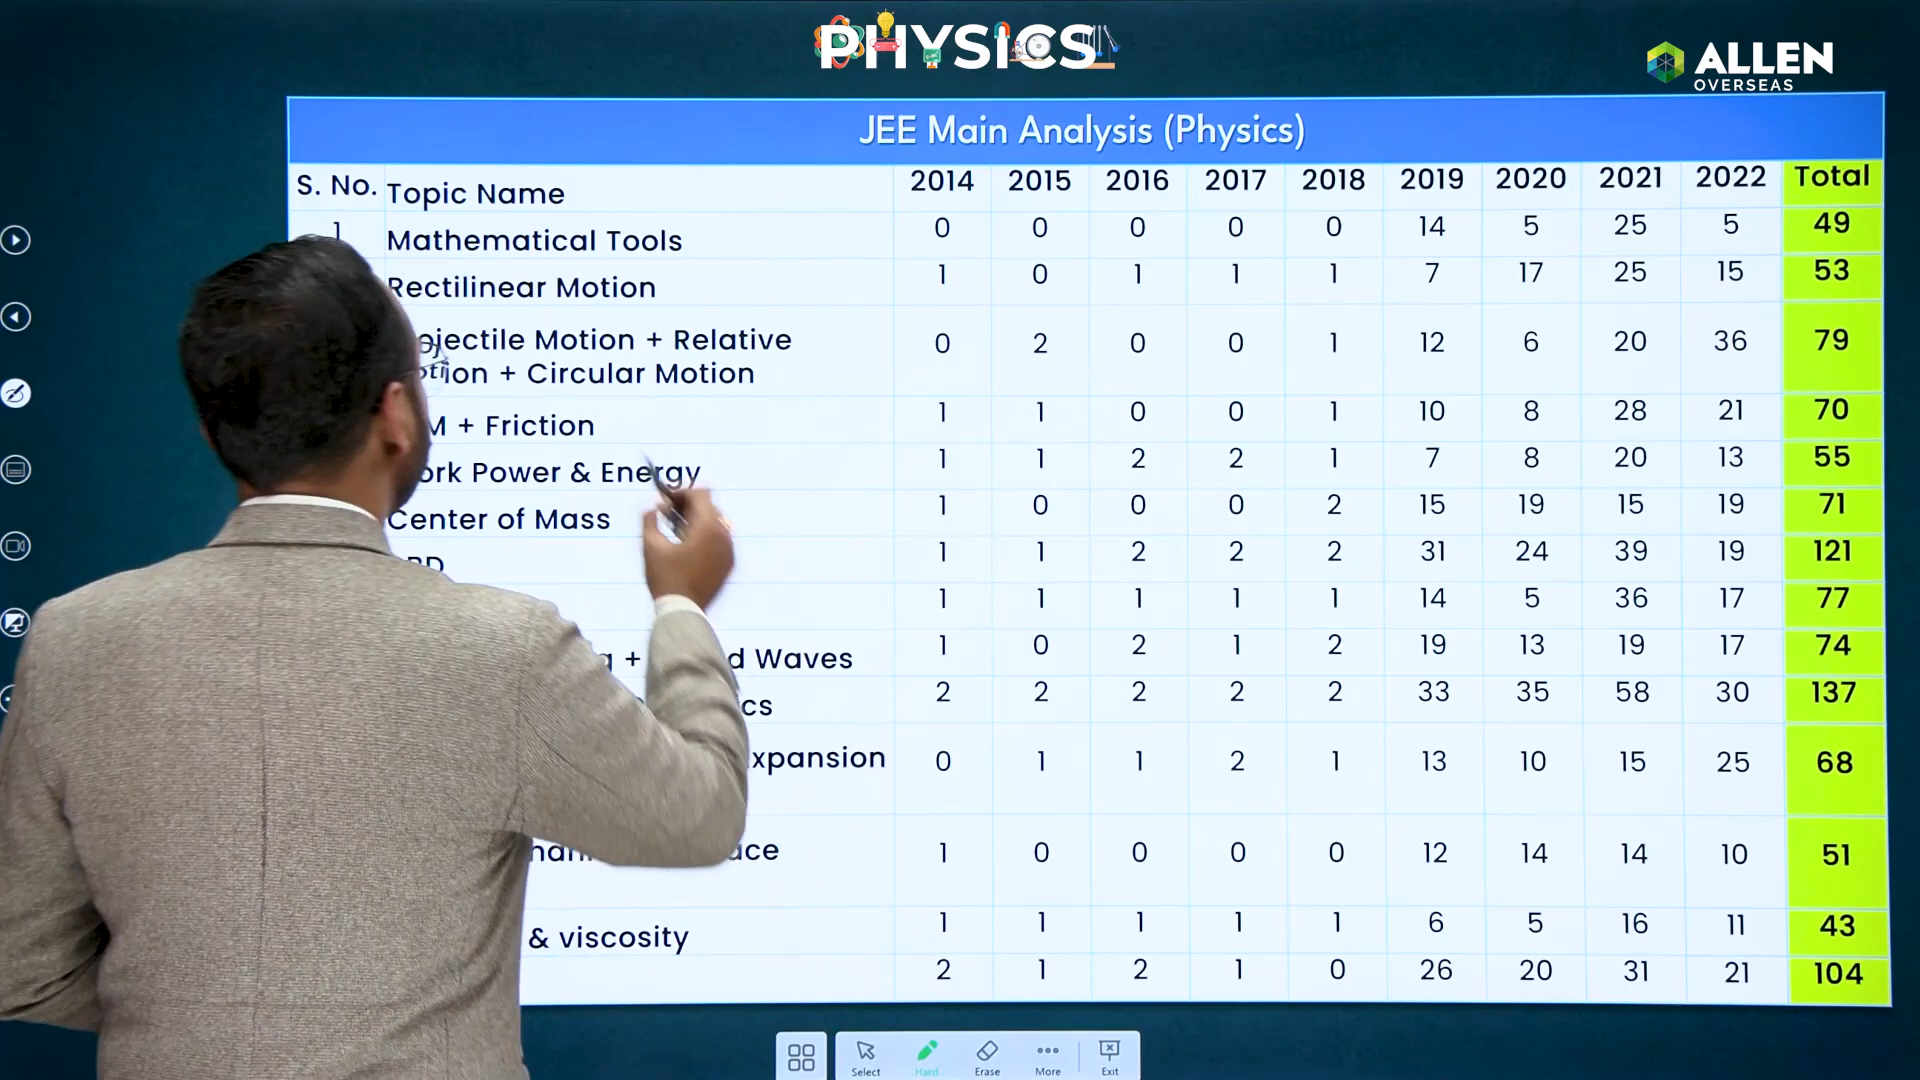 PHYSICS
ALLEN
OVERSEAS
JEE Main Analysis (Physics)
S. No. Topic Name 2014 2015 2016 2017 2018 2019 2020 2021 2022 Total
1 Mathematical Tools 0 0 0 0 0 14 5 25 5 49
Rectilinear Motion 1 0 1 1 1 7 17 25 15 53
ojectile Motion + Relative
otion + Circular Motion 0 2 0 0 1 12 6 20 36 79
M + Friction 1 1 0 0 1 10 8 28 21 70
ork Power & Energy 1 1 2 2 1 7 8 20 13 55
Center of Mass 1 0 0 0 2 15 19 15 19 71
1 1 2 2 2 31 24 39 19 121
1 1 1 1 1 14 5 36 17 77
+ d Waves 1 0 2 1 2 19 13 19 17 74
cs 2 2 2 2 2 33 35 58 30 137
xpansion 0 1 1 2 1 13 10 15 25 68
ace 1 0 0 0 0 12 14 14 10 51
& viscosity 1 1 1 1 1 6 5 16 11 43
2 1 2 1 0 26 20 31 21 104
Select Hard Erase More Exit